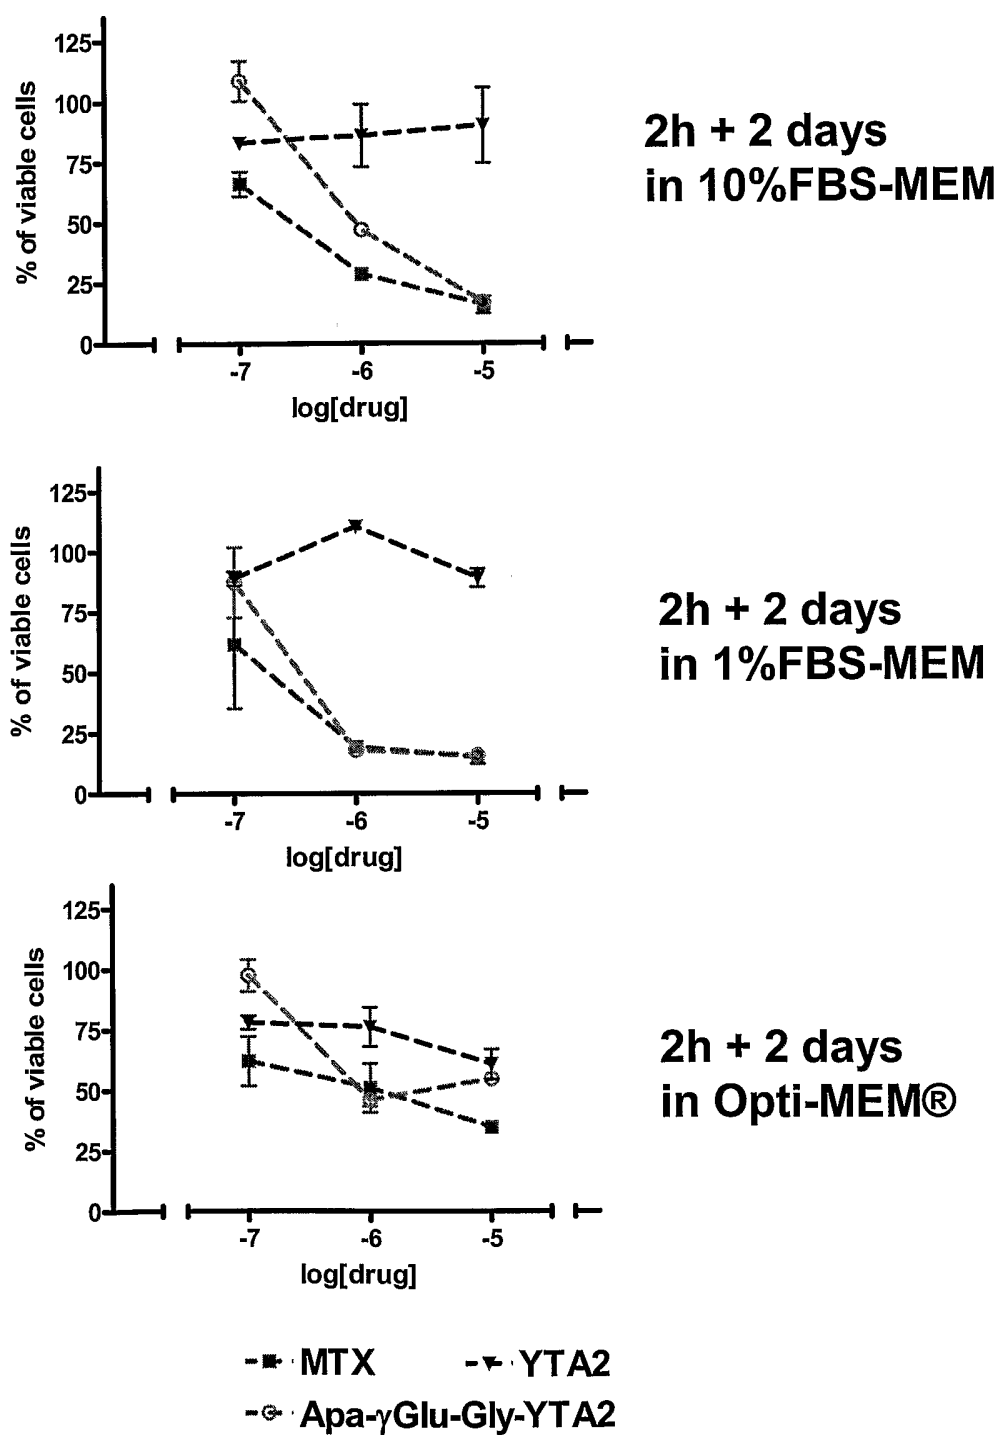 125
100
75
50
25
0
% of viable cells
-7 -6 -5
log[drug]
2h + 2 days
in 10%FBS-MEM
125
100
75
50
25
0
% of viable cells
-7 -6 -5
log[drug]
2h + 2 days
in 1%FBS-MEM
125
100
75
50
25
0
% of viable cells
-7 -6 -5
log[drug]
2h + 2 days
in Opti-MEM®
MTX YTA2
Apa-γGlu-Gly-YTA2